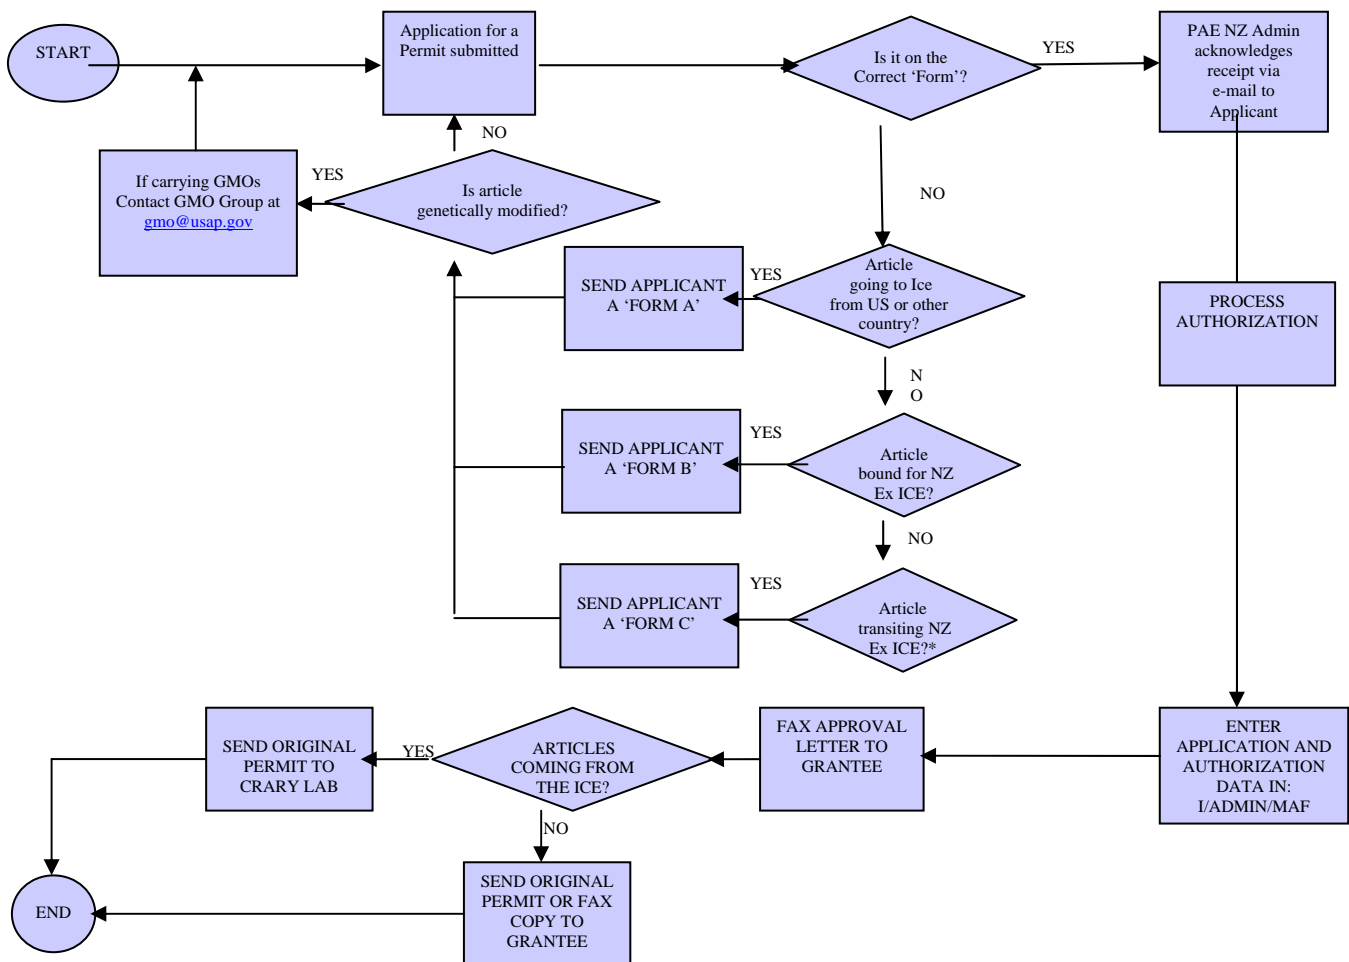 START
Application for a
Permit submitted
Is it on the
Correct ‘Form’?
YES
PAE NZ Admin
acknowledges
receipt via
e-mail to
Applicant
NO
If carrying GMOs
Contact GMO Group at
gmo@usap.gov
YES
Is article
genetically modified?
NO
SEND APPLICANT
A ‘FORM A’
YES
Article
going to Ice
from US or other
country?
PROCESS
AUTHORIZATION
N
O
SEND APPLICANT
A ‘FORM B’
YES
Article
bound for NZ
Ex ICE?
NO
SEND APPLICANT
A ‘FORM C’
YES
Article
transiting NZ
Ex ICE?*
SEND ORIGINAL
PERMIT TO
CRARY LAB
YES
ARTICLES
COMING FROM
THE ICE?
FAX APPROVAL
LETTER TO
GRANTEE
ENTER
APPLICATION AND
AUTHORIZATION
DATA IN:
I/ADMIN/MAF
NO
END
SEND ORIGINAL
PERMIT OR FAX
COPY TO
GRANTEE